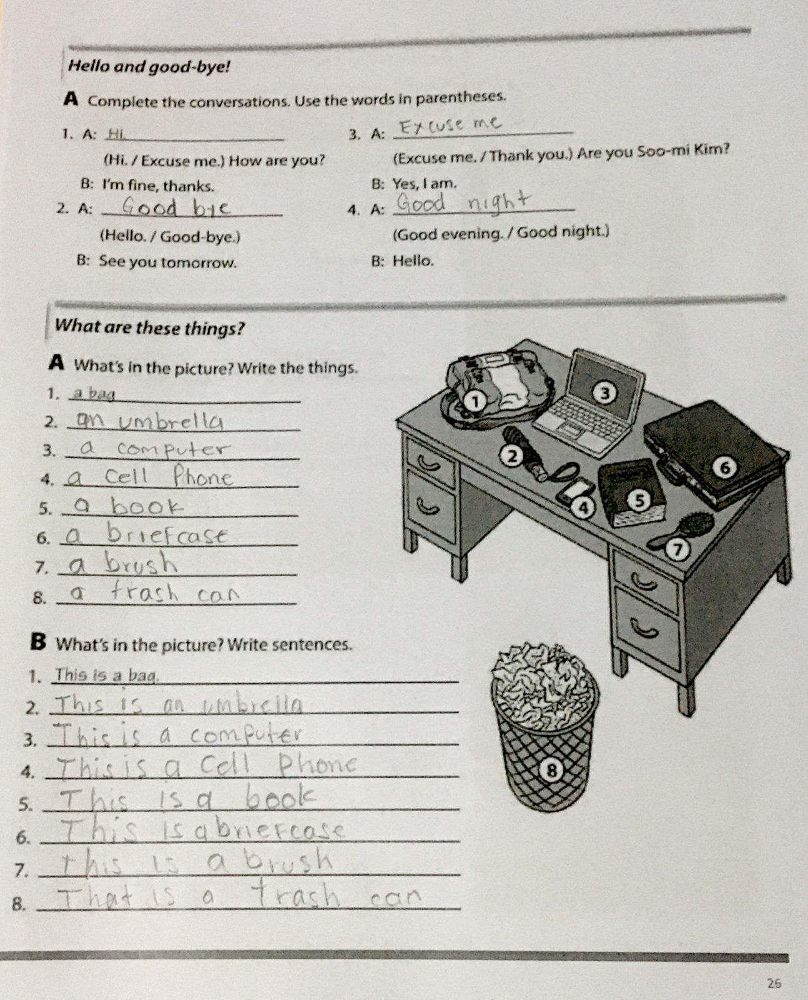 Hello and good-bye!
A Complete the conversations. Use the words in parentheses.
1. A: Hi.
(Hi. / Excuse me.) How are you?
B: I'm fine, thanks.
2. A: Good bye
(Hello. / Good-bye.)
B: See you tomorrow.
3. A: Excuse me
(Excuse me. / Thank you.) Are you Soo-mi Kim?
B: Yes, I am.
4. A: Good night
(Good evening. / Good night.)
B: Hello.
What are these things?
A What's in the picture? Write the things.
1. a bag
2. an umbrella
3. a computer
4. a Cell Phone
5. a book
6. a briefcase
7. a brush
8. a trash can
1
2
3
4
5
6
7
8
B What's in the picture? Write sentences.
1. This is a bag.
2. This is an umbrella
3. This is a computer
4. This is a Cell Phone
5. This is a book
6. This is a briefcase
7. This is a brush
8. That is a trash can
26